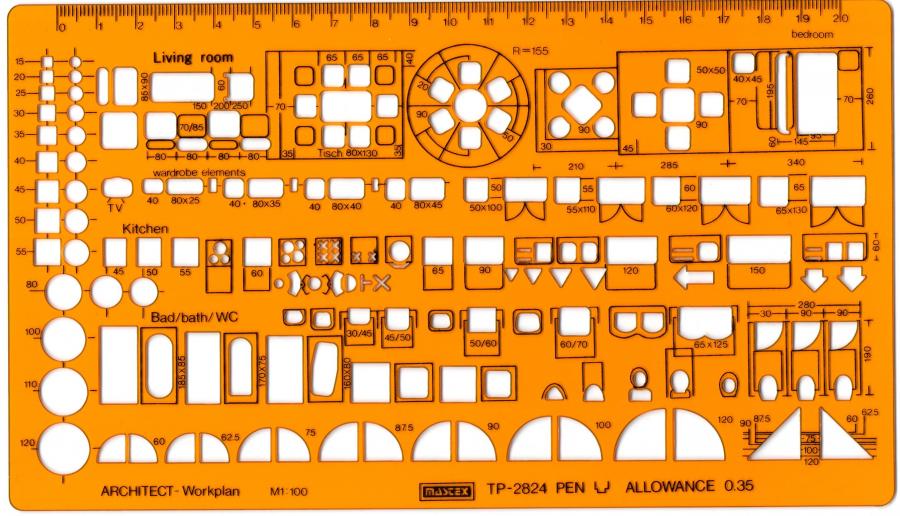 0 1 2 3 4 5 6 7 8 9 10 11 12 13 14 15 16 17 18 19 20
bedroom
Living room
R=155
15
20
25
30
35
40
45
50
55
80
100
110
120
85x90
60
150 200 250
70/85
80 80 80 80
65 65 65
40
70
35
Tisch 80x130
35
90
50
90
30
50x50
90
45
40x45
70
195
60
145
95
70
260
210
285
340
wardrobe elements
TV
40 80x25
40 · 80x35
40 80x40
40 80x45
50
50x100
55
55x110
60
60x120
65
65x130
Kitchen
45 50 55
60
65
90
120
150
60
Bad/bath/WC
185x85
170x75
160x80
30/45
45/50
50/60
60/70
65x125
280
30 90 90
190
60
62.5
75
87.5
90
100
120
90
87.5
60
62.5
75
100
120
ARCHITECT-Workplan M1:100
MASTEX
TP-2824 PEN ALLOWANCE 0.35